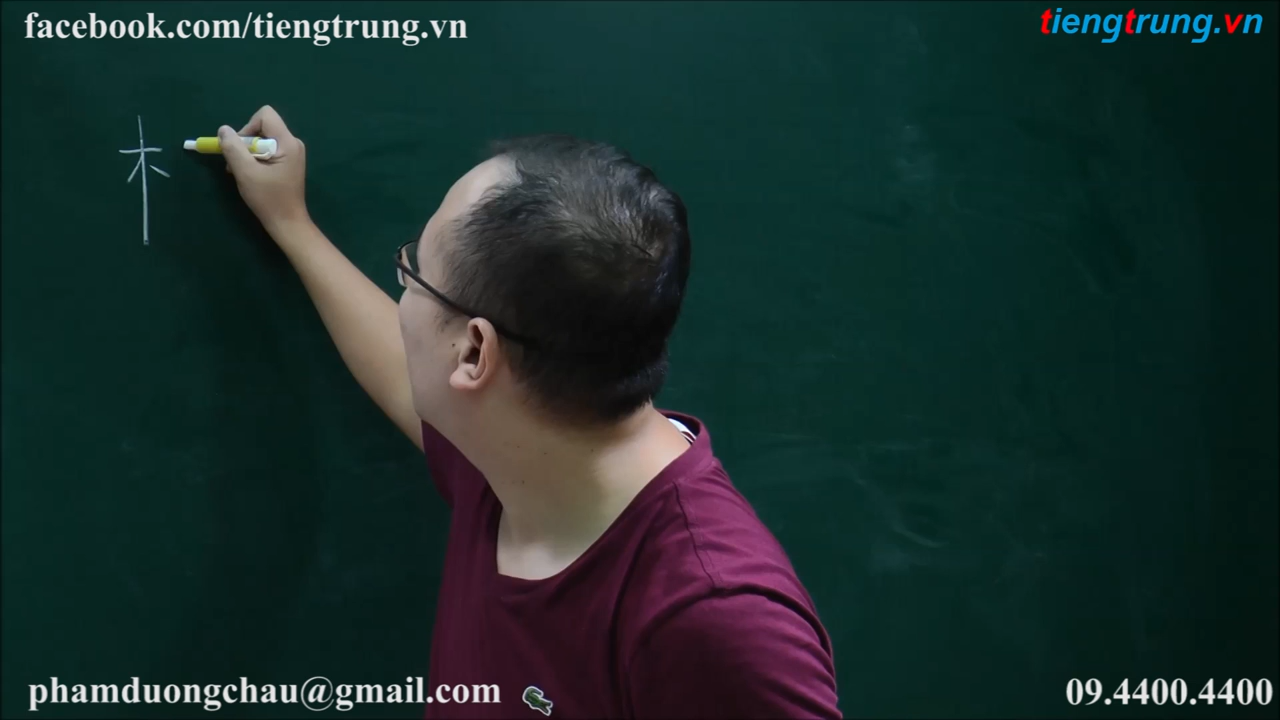 facebook.com/tiengtrung.vn
tiengtrung.vn
木
phamduongchau@gmail.com
09.4400.4400